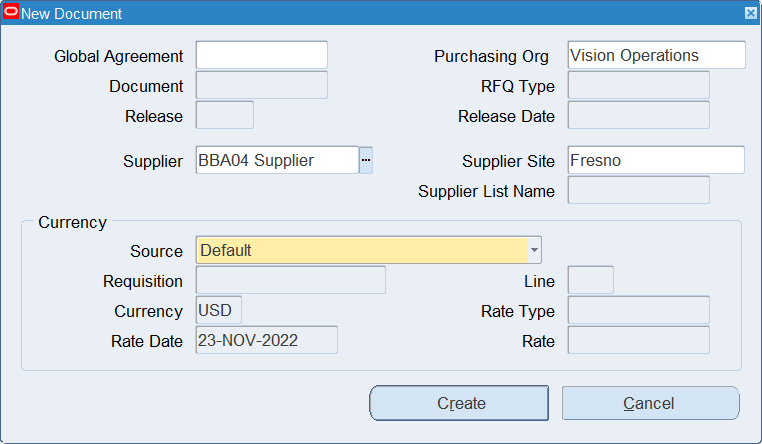 New Document
Global Agreement Purchasing Org Vision Operations
Document RFQ Type
Release Release Date
Supplier BBA04 Supplier ... Supplier Site Fresno
Supplier List Name
Currency
Source Default
Requisition Line
Currency USD Rate Type
Rate Date 23-NOV-2022 Rate
Create Cancel